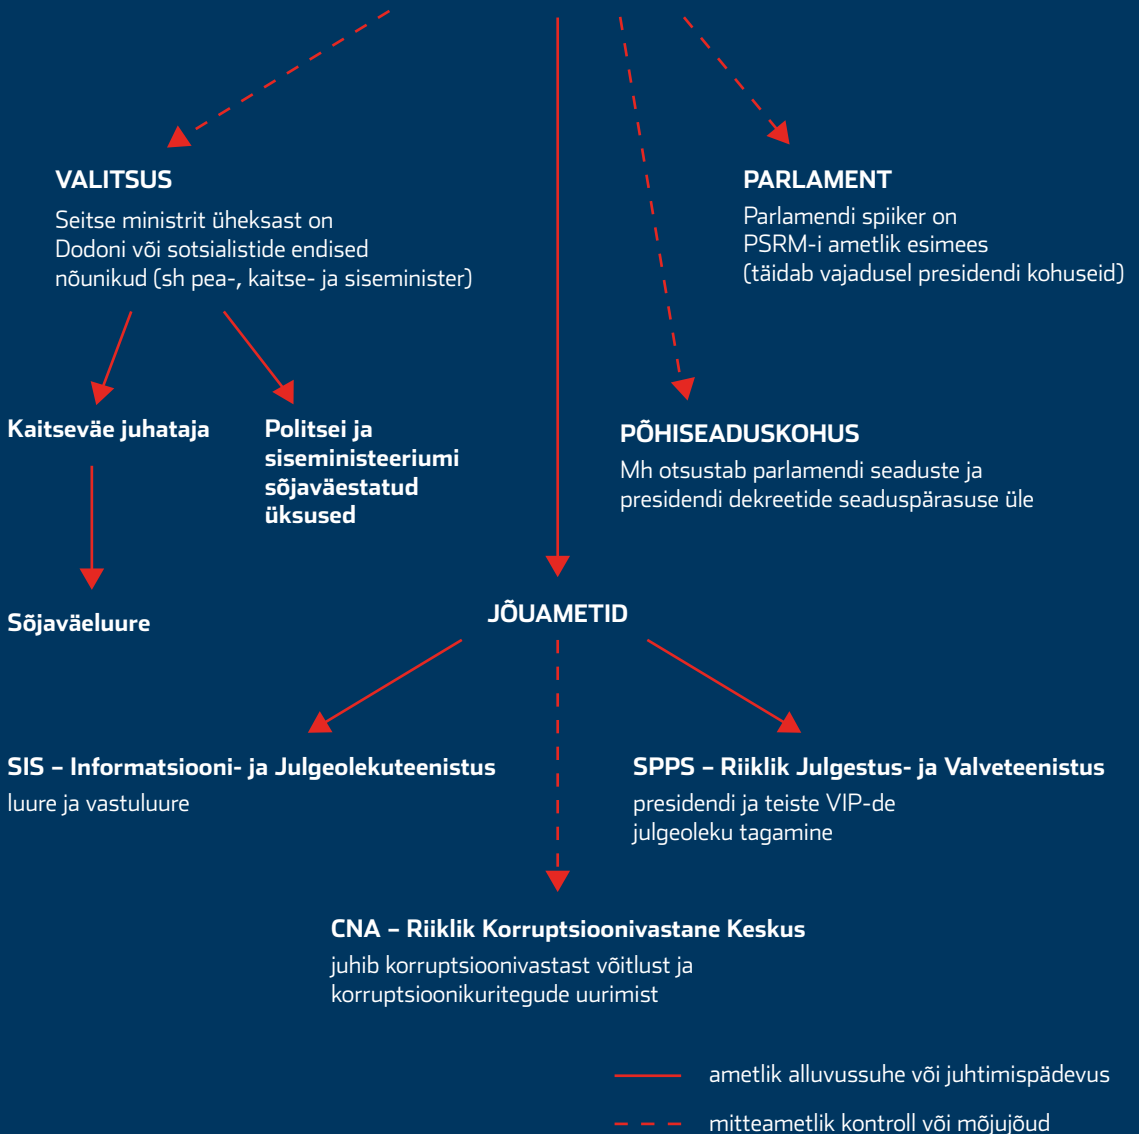 VALITSUS
Seitse ministrit üheksast on
Dodoni või sotsialistide endised
nõunikud (sh pea-, kaitse- ja siseminister)
PARLAMENT
Parlamendi spiiker on
PSRM-i ametlik esimees
(täidab vajadusel presidendi kohuseid)
Kaitseväe juhataja
Politsei ja
siseministeeriumi
sõjaväestatud
üksused
PÕHISEADUSKOHUS
Mh otsustab parlamendi seaduste ja
presidendi dekreetide seaduspärasuse üle
Sõjaväeluure
JÕUAMETID
SIS – Informatsiooni- ja Julgeolekuteenistus
luure ja vastuluure
SPPS – Riiklik Julgestus- ja Valveteenistus
presidendi ja teiste VIP-de
julgeoleku tagamine
CNA – Riiklik Korruptsioonivastane Keskus
juhib korruptsioonivastast võitlust ja
korruptsioonikuritegude uurimist
ametlik alluvussuhe või juhtimispädevus
mitteametlik kontroll või mõjujõud